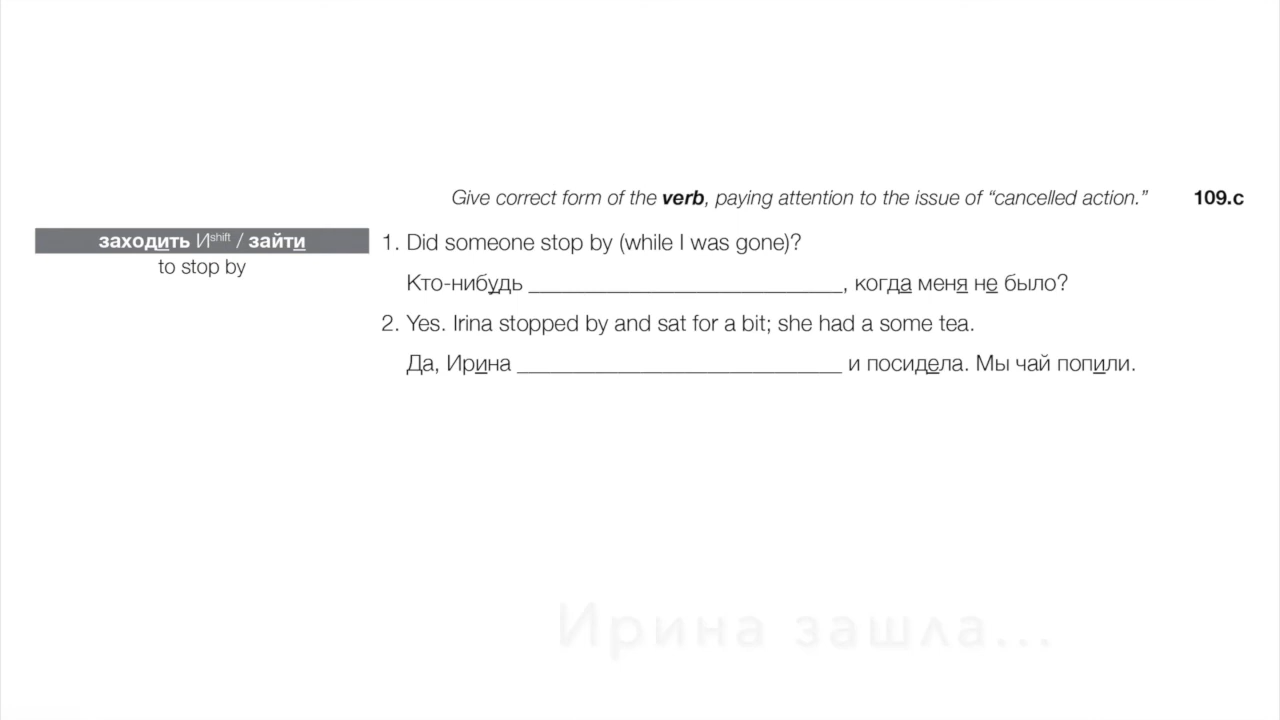 Give correct form of the verb, paying attention to the issue of “cancelled action.” 109.c
заходить Иshift / зайти
to stop by
1. Did someone stop by (while I was gone)?
Кто-нибудь ____________________________, когда меня не было?
2. Yes. Irina stopped by and sat for a bit; she had a some tea.
Да, Ирина _____________________________ и посидела. Мы чай попили.
Ирина зашла...